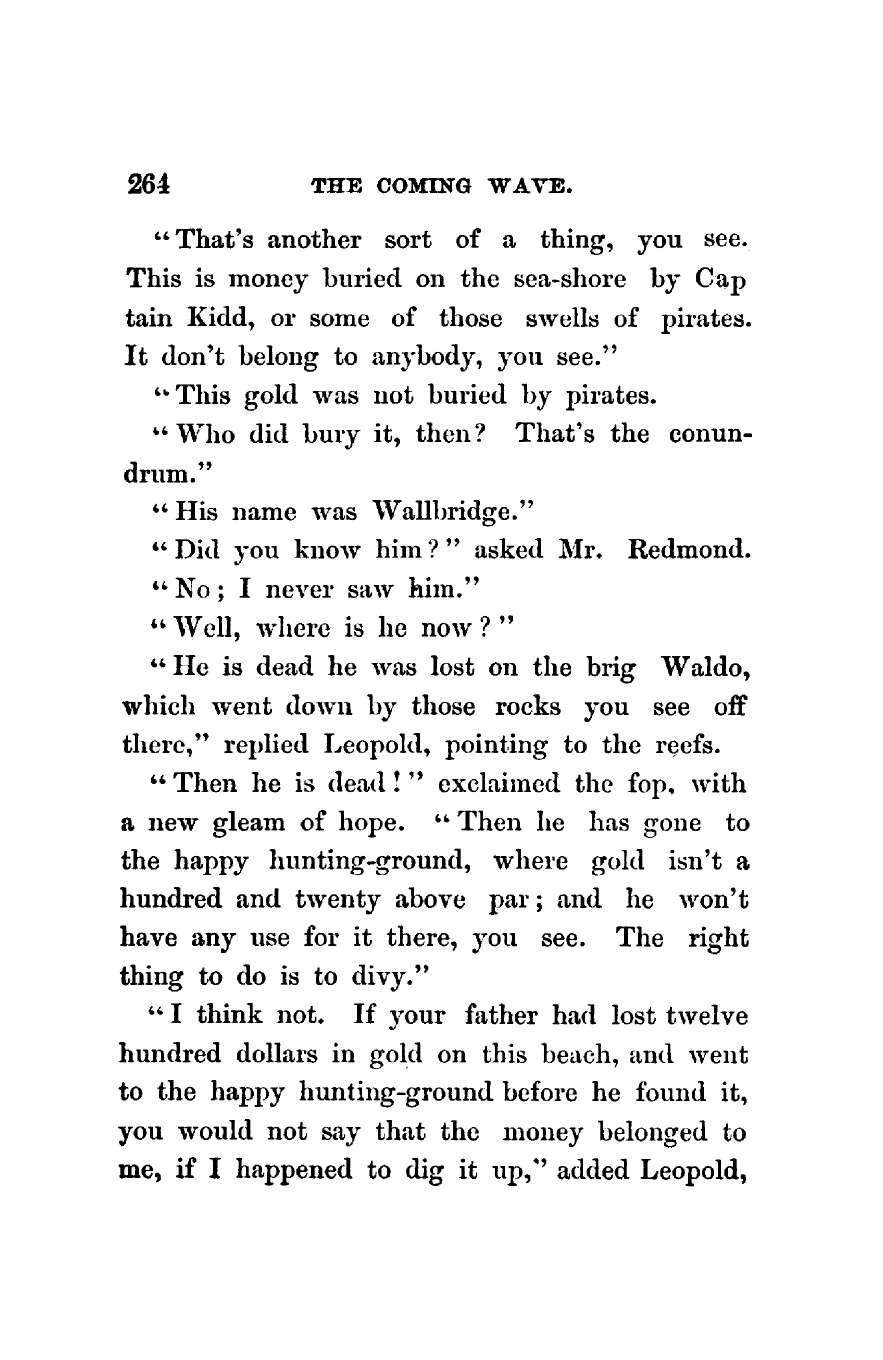 264 THE COMING WAVE.
“That’s another sort of a thing, you see.
This is money buried on the sea-shore by Cap
tain Kidd, or some of those swells of pirates.
It don’t belong to anybody, you see.”
“This gold was not buried by pirates.
“Who did bury it, then? That’s the conun-
drum.”
“His name was Wallbridge.”
“Did you know him?” asked Mr. Redmond.
“No; I never saw him.”
“Well, where is he now?”
“He is dead he was lost on the brig Waldo,
which went down by those rocks you see off
there,” replied Leopold, pointing to the reefs.
“Then he is dead!” exclaimed the fop, with
a new gleam of hope. “Then he has gone to
the happy hunting-ground, where gold isn’t a
hundred and twenty above par; and he won’t
have any use for it there, you see. The right
thing to do is to divy.”
“I think not. If your father had lost twelve
hundred dollars in gold on this beach, and went
to the happy hunting-ground before he found it,
you would not say that the money belonged to
me, if I happened to dig it up,” added Leopold,